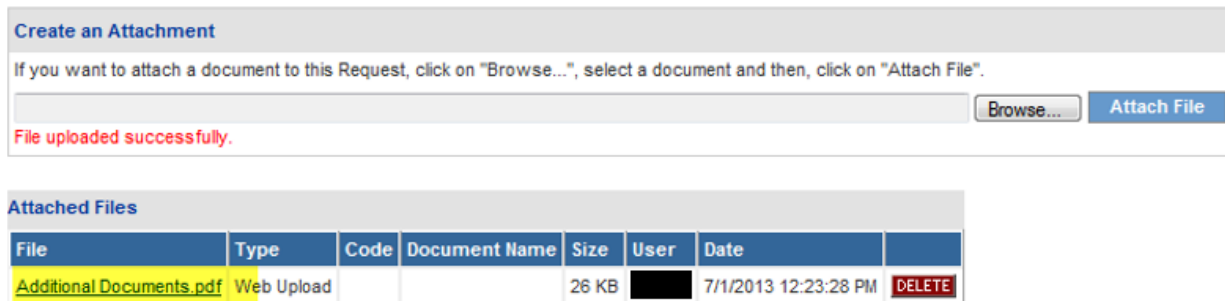 Create an Attachment
If you want to attach a document to this Request, click on "Browse...", select a document and then, click on "Attach File".
Browse... Attach File
File uploaded successfully.
Attached Files
File Type Code Document Name Size User Date
Additional Documents.pdf Web Upload 26 KB 7/1/2013 12:23:28 PM DELETE